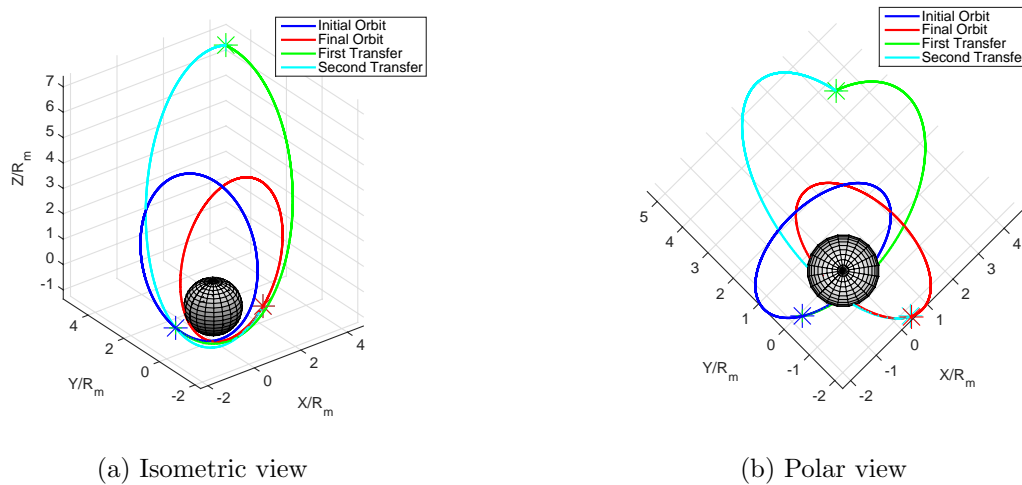 Initial Orbit
Final Orbit
First Transfer
Second Transfer
7
6
5
4
3
2
1
0
-1
Z/R_m
4
2
0
-2
Y/R_m
-2
0
2
4
X/R_m
(a) Isometric view
Initial Orbit
Final Orbit
First Transfer
Second Transfer
5
4
3
2
1
0
-1
-2
Y/R_m
-2
-1
0
1
2
3
4
X/R_m
(b) Polar view